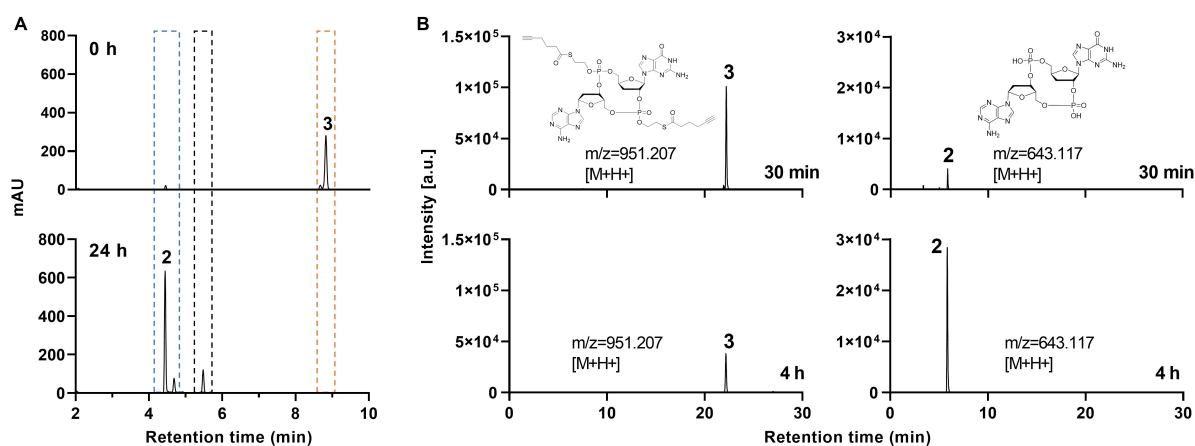 A
mAU
800
600
400
200
0
0 h
3
800
600
400
200
0
24 h
2
2
4
6
8
10
Retention time (min)
B
Intensity [a.u.]
1.5×10⁵
1×10⁵
5×10⁴
0
3
m/z=951.207
[M+H+]
30 min
3×10⁴
2×10⁴
1×10⁴
0
2
m/z=643.117
[M+H+]
30 min
1.5×10⁵
1×10⁵
5×10⁴
0
3
m/z=951.207
[M+H+]
4 h
0
10
20
30
3×10⁴
2×10⁴
1×10⁴
0
2
m/z=643.117
[M+H+]
4 h
0
10
20
30
Retention time (min)